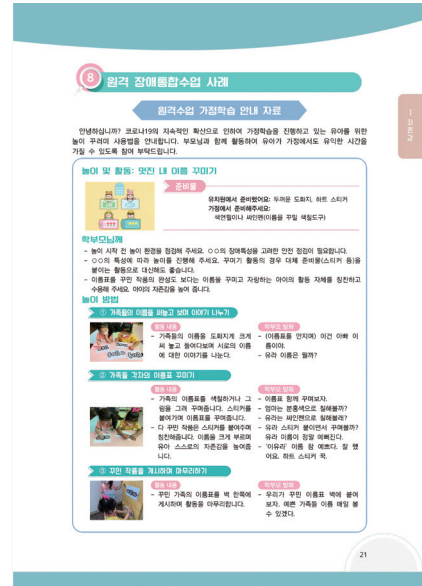 8 원격 장애통합수업 사례
원격수업 가정학습 안내 자료
안녕하십니까? 코로나19의 지속적인 확산으로 인하여 가정학습을 진행하고 있는 유아를 위한
놀이 꾸러미 사용법을 안내합니다. 부모님과 함께 활동하여 유아가 가정에서도 유익한 시간을
가질 수 있도록 참여 부탁드립니다.
Ⅰ
자존감
놀이 및 활동: 멋진 내 이름 꾸미기
준비물
유치원에서 준비했어요: 두꺼운 도화지, 하트 스티커
가정에서 준비해주세요:
색연필이나 싸인펜(이름을 꾸밀 색칠도구)
학부모님께
- 놀이 시작 전 놀이 환경을 점검해 주세요. ○○의 장애특성을 고려한 안전 점검이 필요합니다.
- ○○의 특성에 따라 놀이를 진행해 주세요. 꾸미기 활동의 경우 대체 준비물(스티커 등)을
붙이는 활동으로 대신해도 좋습니다.
- 이름표를 꾸민 작품의 완성도 보다는 이름을 꾸미고 자랑하는 아이의 활동 자체를 칭찬하고
수용해 주세요. 아이의 자존감을 높여 줍니다.
놀이 방법
① 가족들의 이름을 써놓고 보며 이야기 나누기
활동 내용
- 가족들의 이름을 도화지에 크게
써 놓고 들여다보며 서로의 이름
에 대한 이야기를 나눈다.
학부모 발화
- (이름표를 만지며) 이건 아빠 이
름이야.
- 유라 이름은 뭘까?
② 가족들 각자의 이름표 꾸미기
활동 내용
- 가족의 이름표를 색칠하거나 그
림을 그려 꾸며줍니다. 스티커를
붙여가며 이름표를 꾸며줍니다.
- 다 꾸민 작품은 스티커를 붙여주며
칭찬해줍니다. 이름을 크게 부르며
유아 스스로의 자존감을 높여줍
니다.
학부모 발화
- 이름표 함께 꾸며보자.
- 엄마는 분홍색으로 칠해볼까?
- 유라는 싸인펜으로 칠해볼래?
- 유라 스티커 붙이면서 꾸며볼까?
유라 이름이 정말 예뻐진다.
- '이유라' 이름 참 예쁘다. 잘 했
어요. 하트 스티커 꾹.
③ 꾸민 작품을 게시하며 마무리하기
활동 내용
- 꾸민 가족의 이름표를 벽 한쪽에
게시하며 활동을 마무리합니다.
학부모 발화
- 우리가 꾸민 이름표 벽에 붙여
보자. 예쁜 가족들 이름 매일 볼
수 있겠다.
21